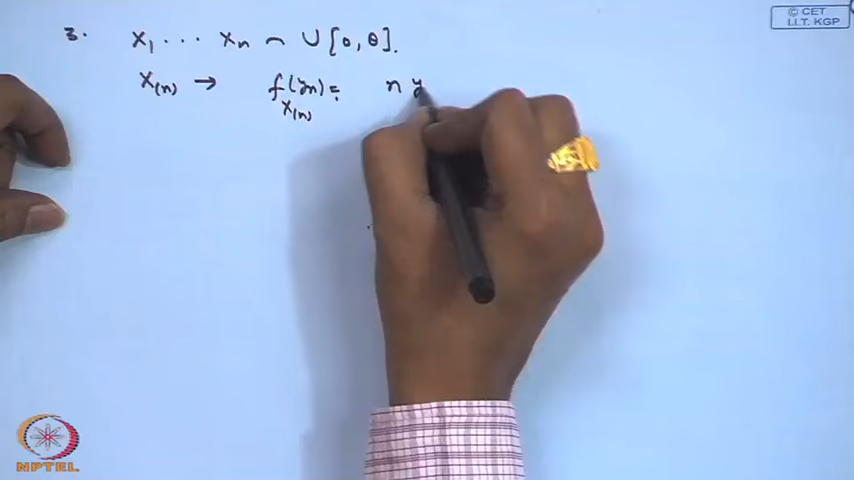 © CET
I.I.T. KGP
3. X₁ ... Xₙ ~ U[0, θ].
X₍ₙ₎ → f(yₙ) = n y
X₍ₙ₎
NPTEL